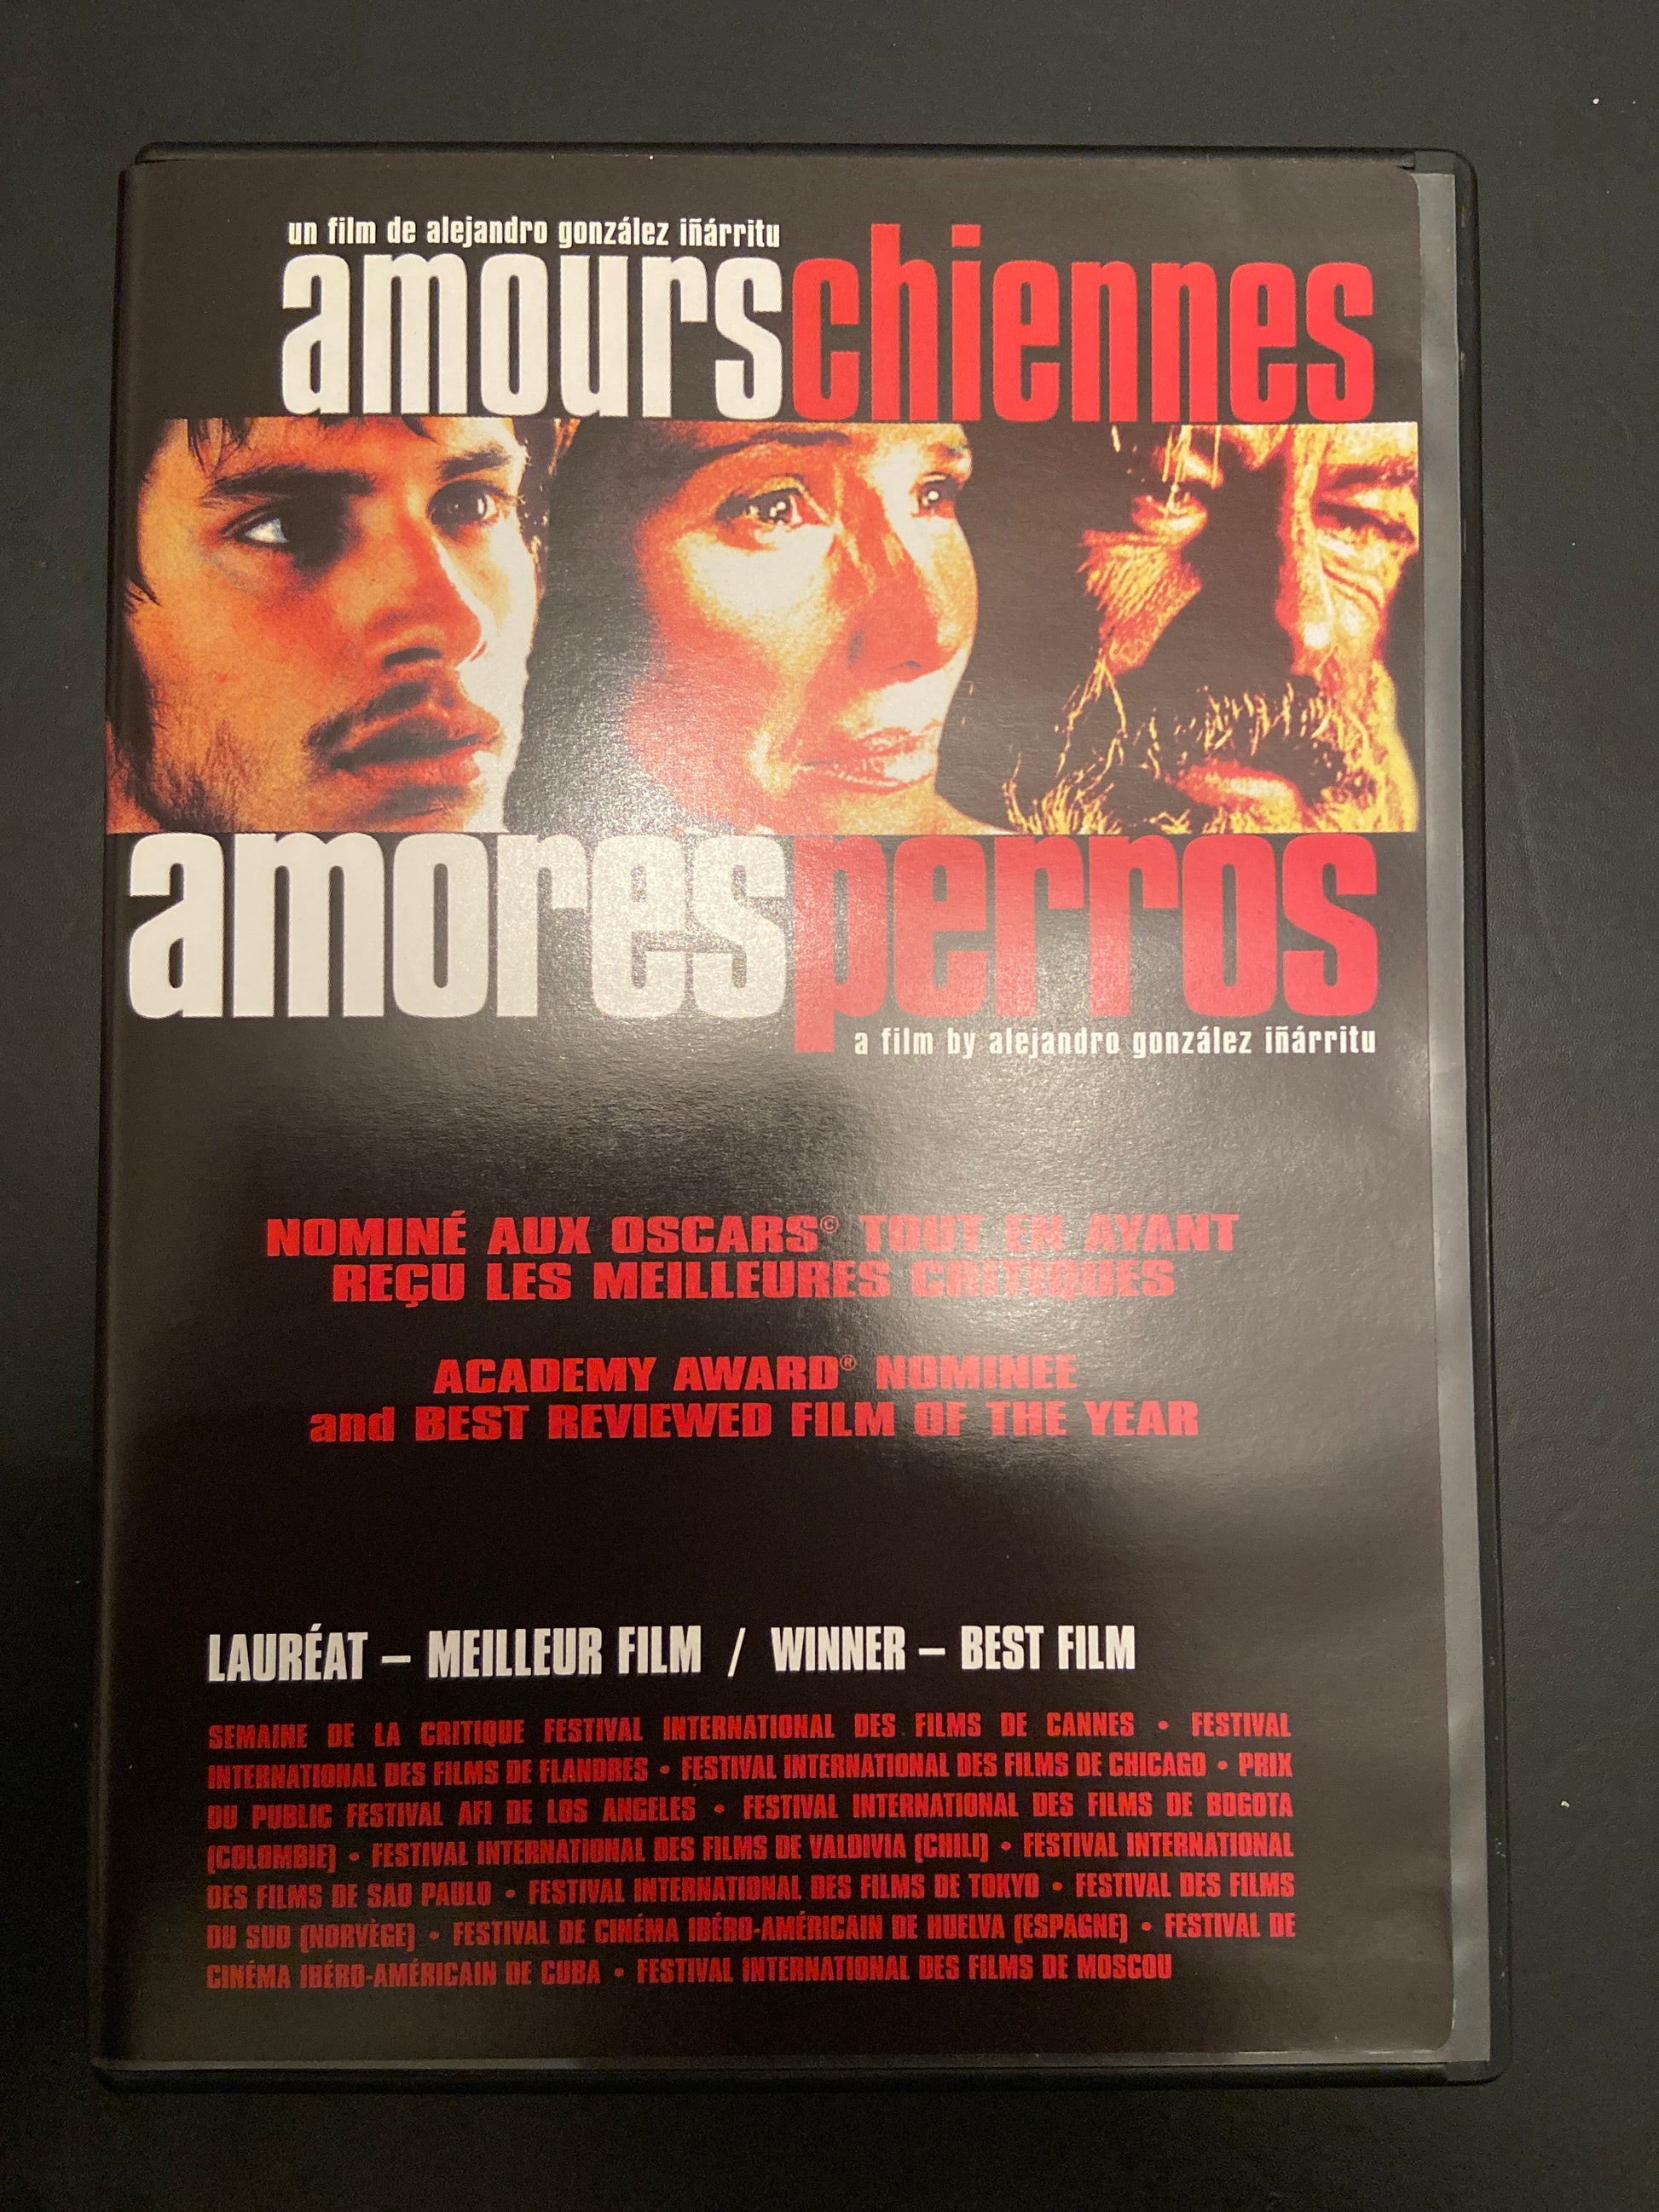 un film de alejandro gonzález iñárritu
amourschiennes
amoresperros
a film by alejandro gonzález iñárritu
NOMINÉ AUX OSCARS© TOUT EN AYANT
REÇU LES MEILLEURES CRITIQUES
ACADEMY AWARD® NOMINEE
and BEST REVIEWED FILM OF THE YEAR
LAURÉAT – MEILLEUR FILM / WINNER – BEST FILM
SEMAINE DE LA CRITIQUE FESTIVAL INTERNATIONAL DES FILMS DE CANNES • FESTIVAL
INTERNATIONAL DES FILMS DE FLANDRES • FESTIVAL INTERNATIONAL DES FILMS DE CHICAGO • PRIX
DU PUBLIC FESTIVAL AFI DE LOS ANGELES • FESTIVAL INTERNATIONAL DES FILMS DE BOGOTA
(COLOMBIE) • FESTIVAL INTERNATIONAL DES FILMS DE VALDIVIA (CHILI) • FESTIVAL INTERNATIONAL
DES FILMS DE SAO PAULO • FESTIVAL INTERNATIONAL DES FILMS DE TOKYO • FESTIVAL DES FILMS
DU SUD (NORVÈGE) • FESTIVAL DE CINÉMA IBÉRO-AMÉRICAIN DE HUELVA (ESPAGNE) • FESTIVAL DE
CINÉMA IBÉRO-AMÉRICAIN DE CUBA • FESTIVAL INTERNATIONAL DES FILMS DE MOSCOU